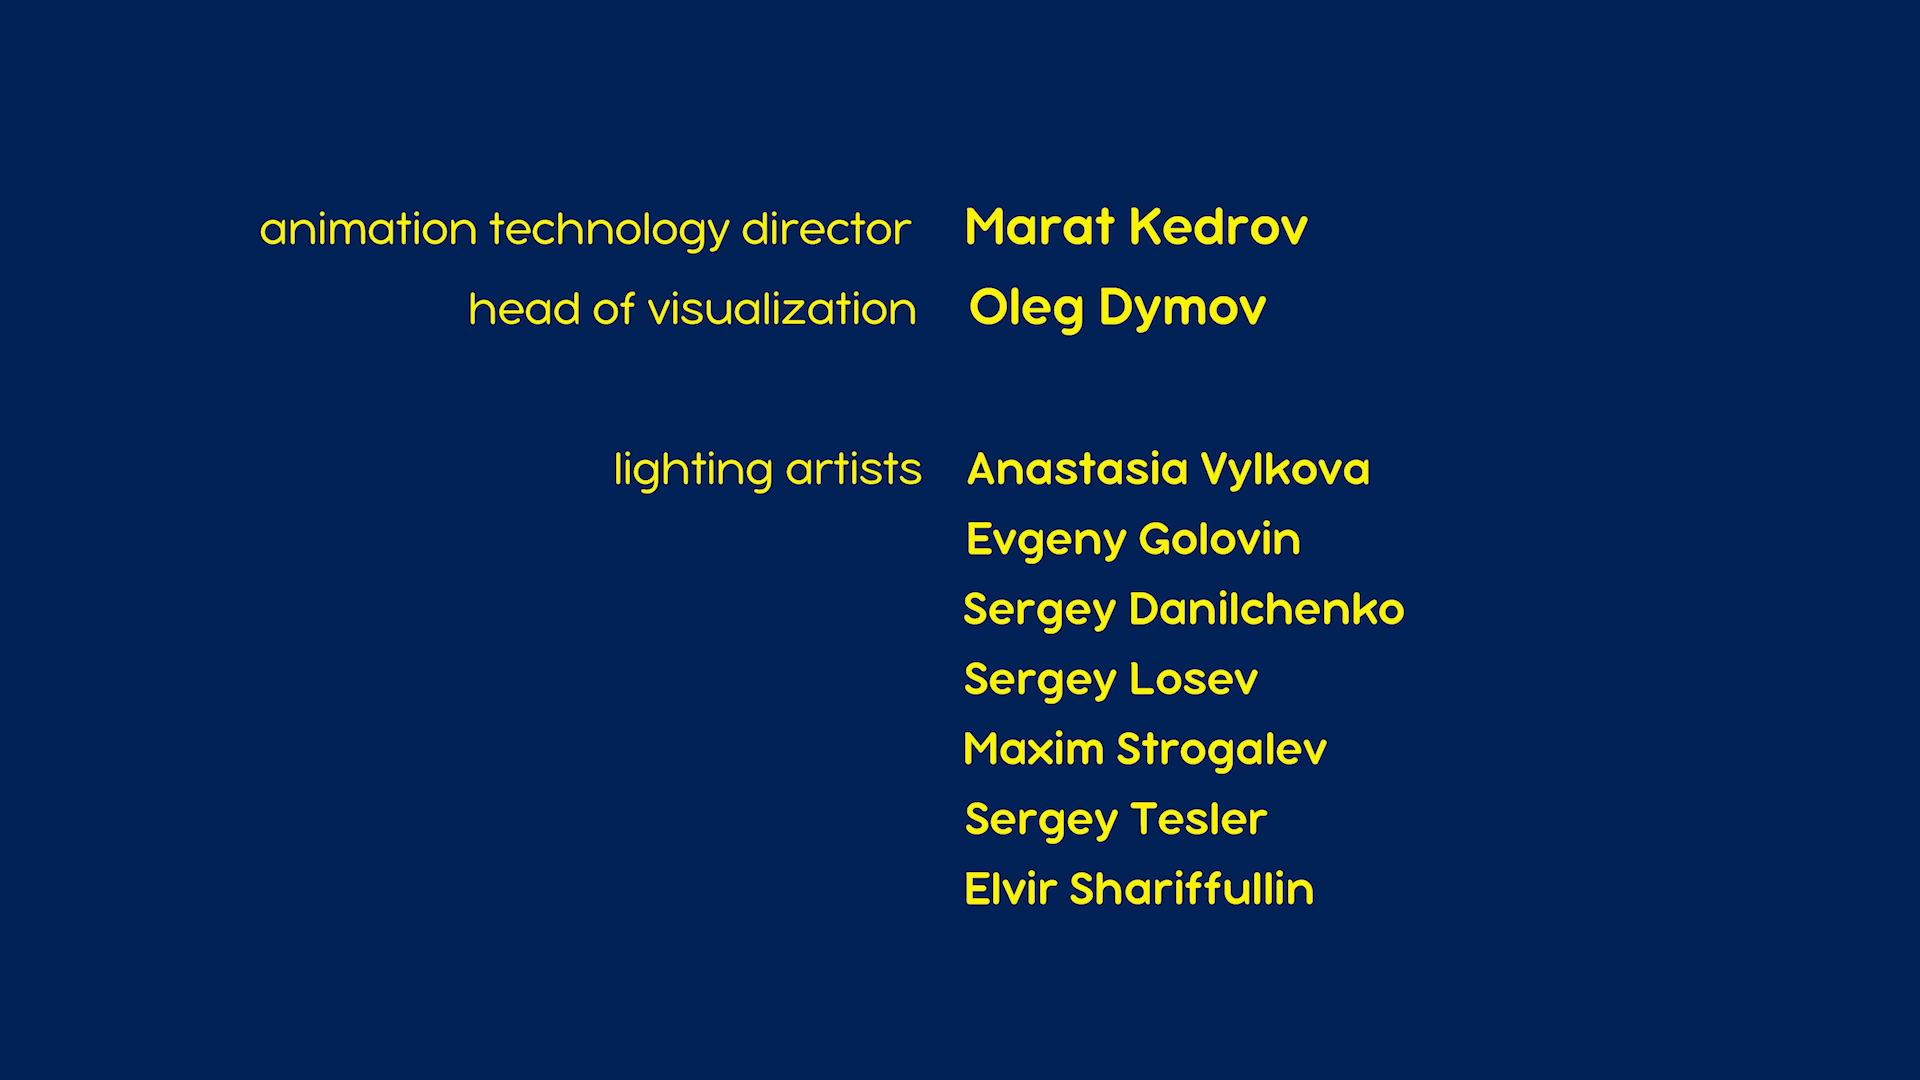 animation technology director Marat Kedrov
head of visualization Oleg Dymov
lighting artists Anastasia Vylkova
Evgeny Golovin
Sergey Danilchenko
Sergey Losev
Maxim Strogalev
Sergey Tesler
Elvir Shariffullin